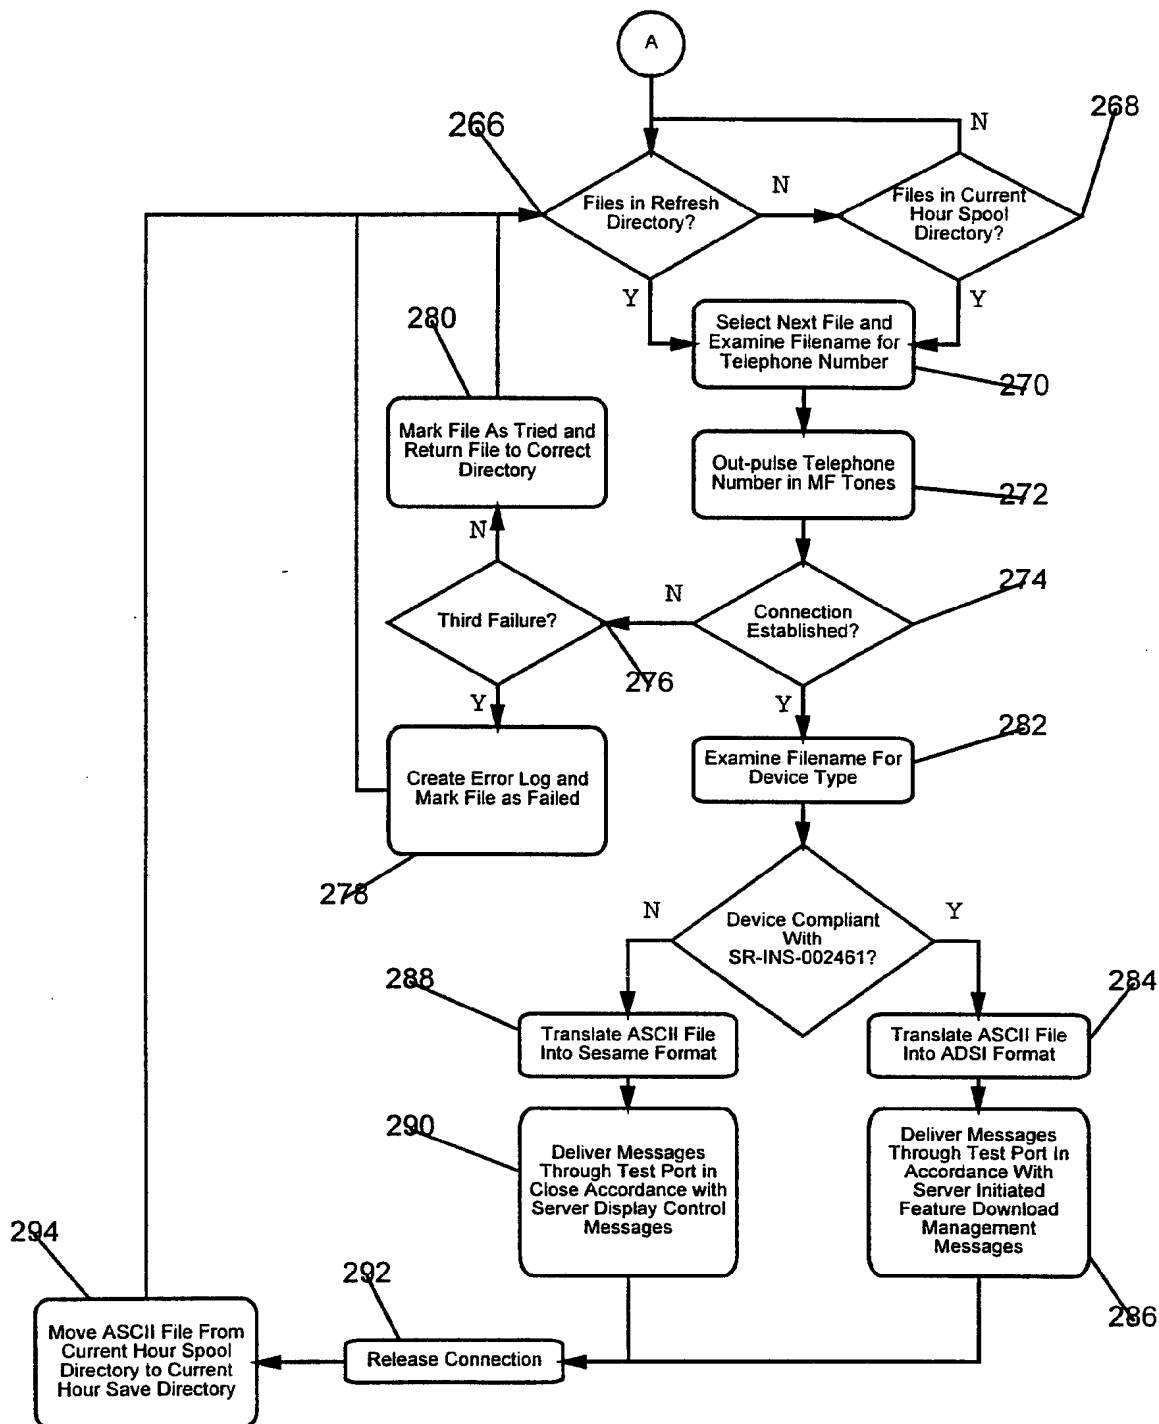 A
266
N
268
Files in Refresh
Directory?
N
Files in Current
Hour Spool
Directory?
Y
Y
280
Select Next File and
Examine Filename for
Telephone Number
270
Mark File As Tried and
Return File to Correct
Directory
Out-pulse Telephone
Number in MF Tones
272
N
274
Third Failure?
N
Connection
Established?
276
Y
Y
282
Create Error Log and
Mark File as Failed
Examine Filename For
Device Type
278
N
Y
Device Compliant
With
SR-INS-002461?
288
284
Translate ASCII File
Into Sesame Format
Translate ASCII File
Into ADSI Format
290
Deliver Messages
Through Test Port in
Close Accordance with
Server Display Control
Messages
Deliver Messages
Through Test Port In
Accordance With
Server Initiated
Feature Download
Management
Messages
294
292
286
Move ASCII File From
Current Hour Spool
Directory to Current
Hour Save Directory
Release Connection